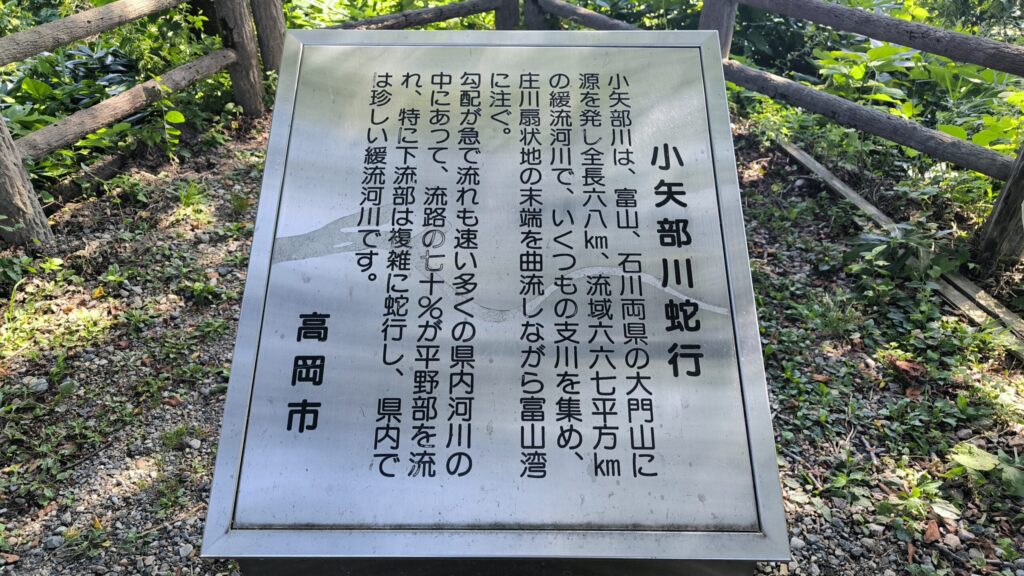 小矢部川蛇行
小矢部川は、富山、石川両県の大門山に
源を発し全長六八㎞、流域六六七平方㎞
の緩流河川で、いくつもの支川を集め、
庄川扇状地の末端を曲流しながら富山湾
に注ぐ。
勾配が急で流れも速い多くの県内河川の
中にあって、流路の七十%が平野部を流
れ、特に下流部は複雑に蛇行し、県内で
は珍しい緩流河川です。
高岡市